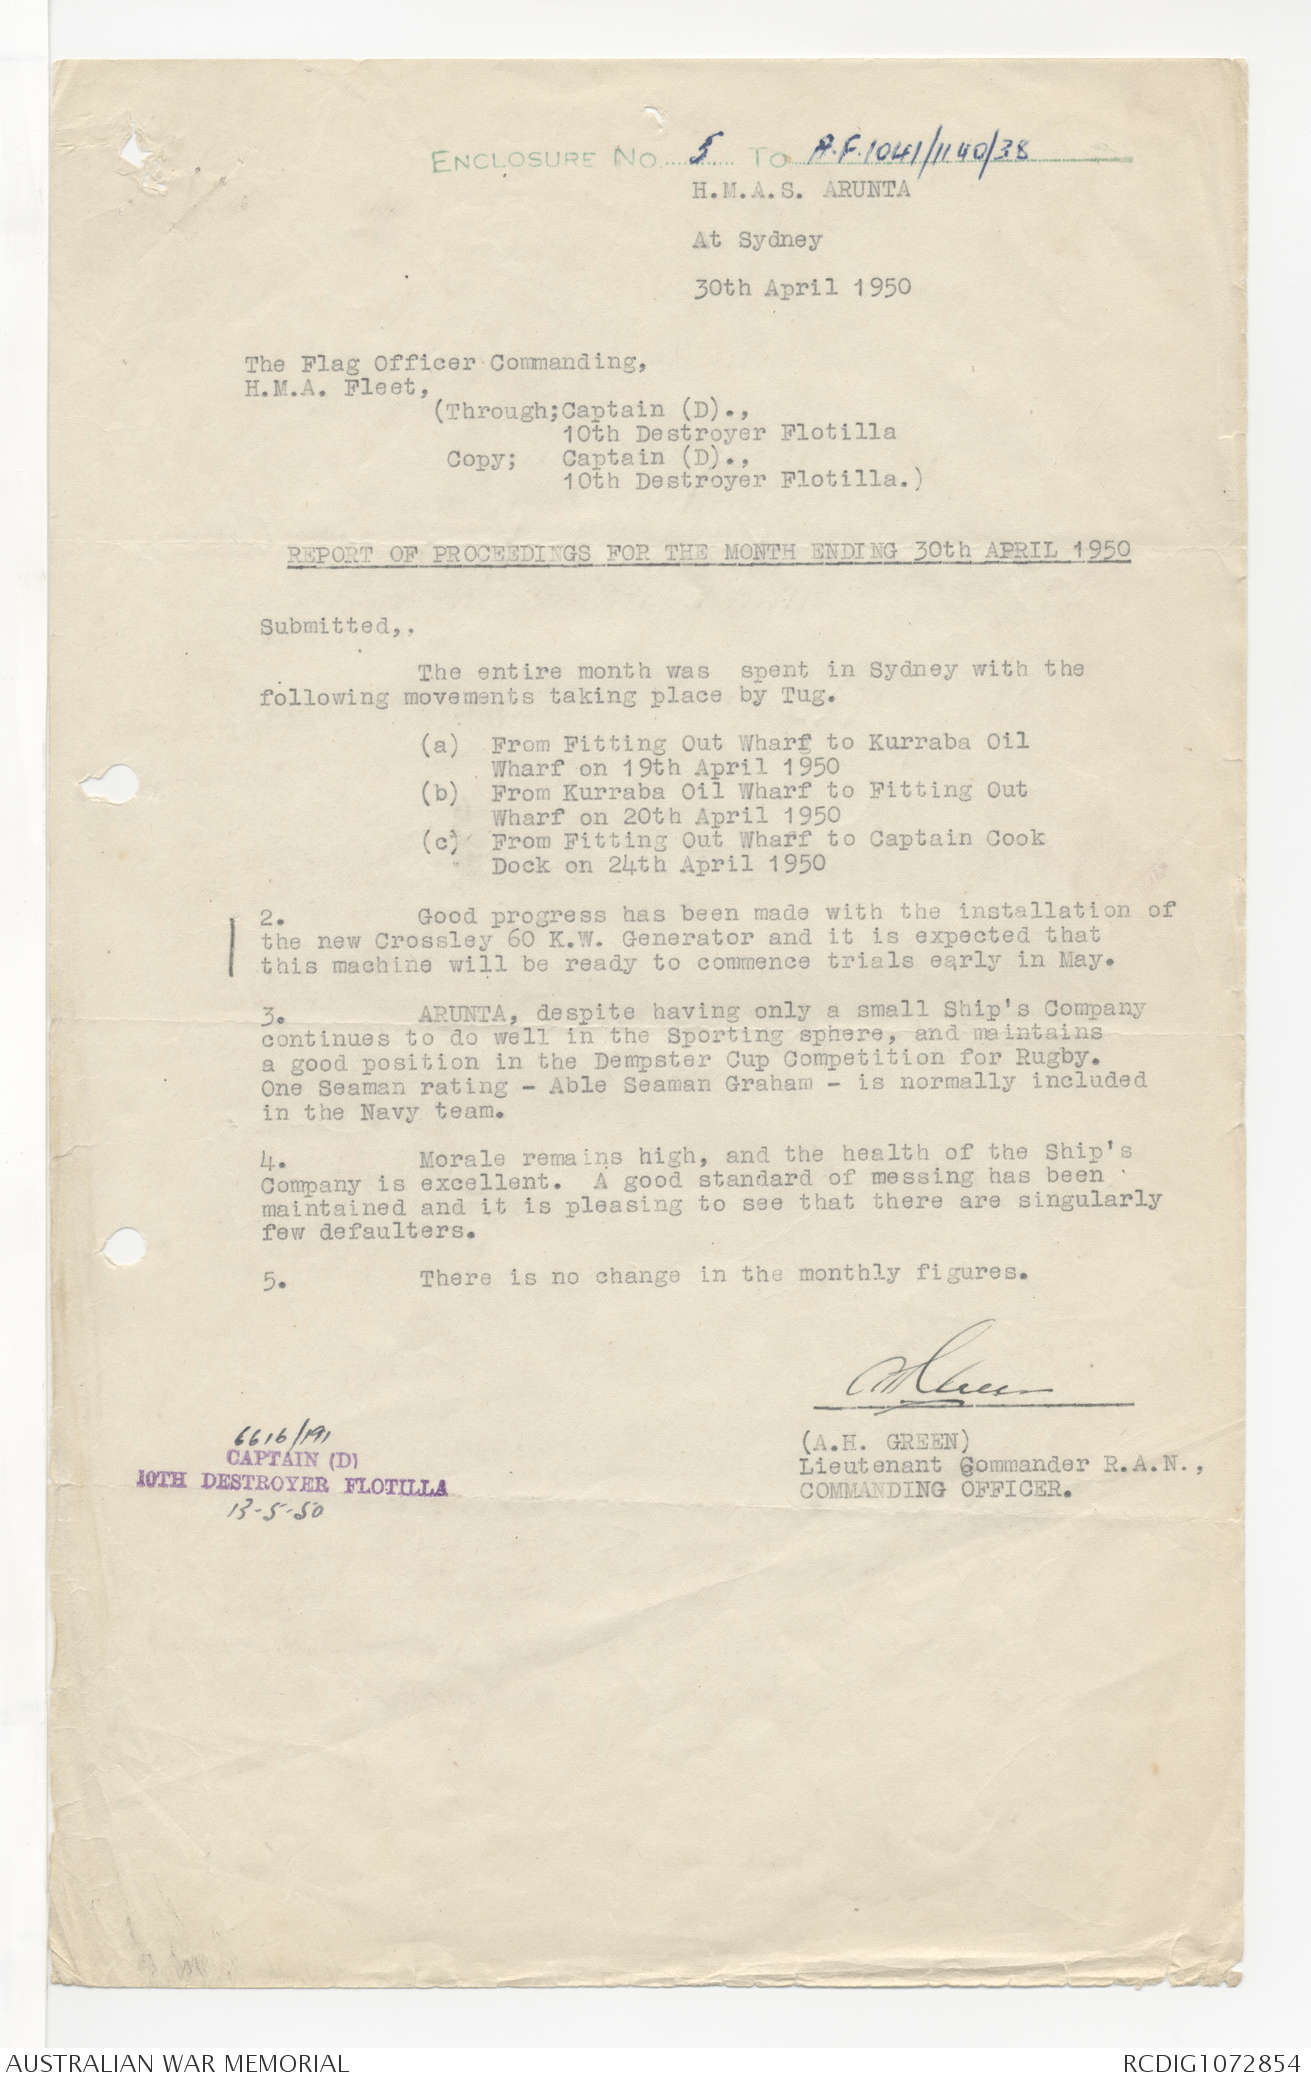 ENCLOSURE NO. 5 TO A.F.1041/1140/38
H.M.A.S. ARUNTA
At Sydney
30th April 1950
The Flag Officer Commanding,
H.M.A. Fleet,
(Through;Captain (D).,
10th Destroyer Flotilla
Copy; Captain (D).,
10th Destroyer Flotilla.)
REPORT OF PROCEEDINGS FOR THE MONTH ENDING 30th APRIL 1950
Submitted,.
The entire month was spent in Sydney with the
following movements taking place by Tug.
(a) From Fitting Out Wharf to Kurraba Oil
Wharf on 19th April 1950
(b) From Kurraba Oil Wharf to Fitting Out
Wharf on 20th April 1950
(c) From Fitting Out Wharf to Captain Cook
Dock on 24th April 1950
2. Good progress has been made with the installation of
the new Crossley 60 K.W. Generator and it is expected that
this machine will be ready to commence trials early in May.
3. ARUNTA, despite having only a small Ship's Company
continues to do well in the Sporting sphere, and maintains
a good position in the Dempster Cup Competition for Rugby.
One Seaman rating - Able Seaman Graham - is normally included
in the Navy team.
4. Morale remains high, and the health of the Ship's
Company is excellent. A good standard of messing has been
maintained and it is pleasing to see that there are singularly
few defaulters.
5. There is no change in the monthly figures.
(A.H. GREEN)
Lieutenant Commander R.A.N.,
COMMANDING OFFICER.
6616/191
CAPTAIN (D)
10TH DESTROYER FLOTILLA
13-5-50
AUSTRALIAN WAR MEMORIAL
RCDIG1072854